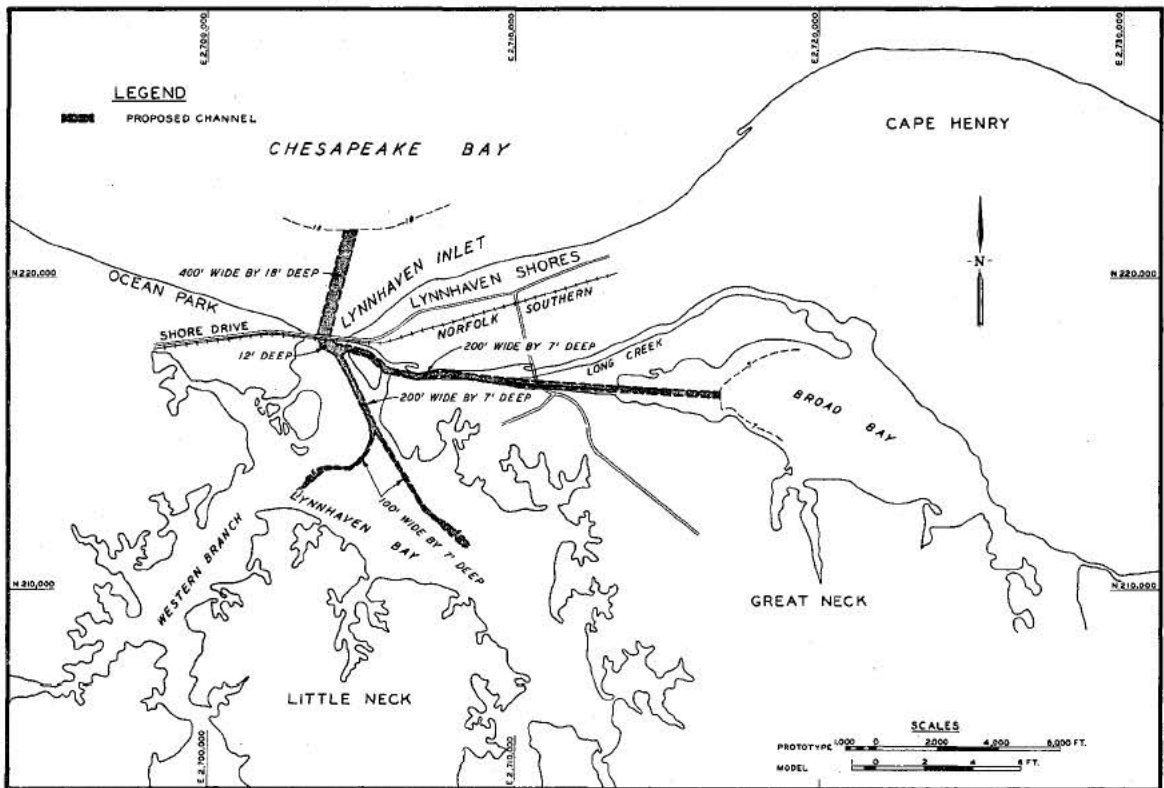 E 2,700,000
E 2,710,000
E 2,720,000
E 2,730,000
LEGEND
PROPOSED CHANNEL
CHESAPEAKE BAY
CAPE HENRY
18
18
-N-
N 220,000
N 220,000
400' WIDE BY 18' DEEP
LYNNHAVEN INLET
LYNNHAVEN SHORES
OCEAN PARK
NORFOLK SOUTHERN
SHORE DRIVE
12' DEEP
200' WIDE BY 7' DEEP
LONG CREEK
200' WIDE BY 7' DEEP
BROAD BAY
7
100' WIDE BY 7' DEEP
LYNNHAVEN BAY
WESTERN BRANCH
N 210,000
N 210,000
GREAT NECK
LITTLE NECK
SCALES
PROTOTYPE 1,000 0 2,000 4,000 6,000 FT.
MODEL 0 2 4 6 FT.
E 2,700,000
E 2,710,000